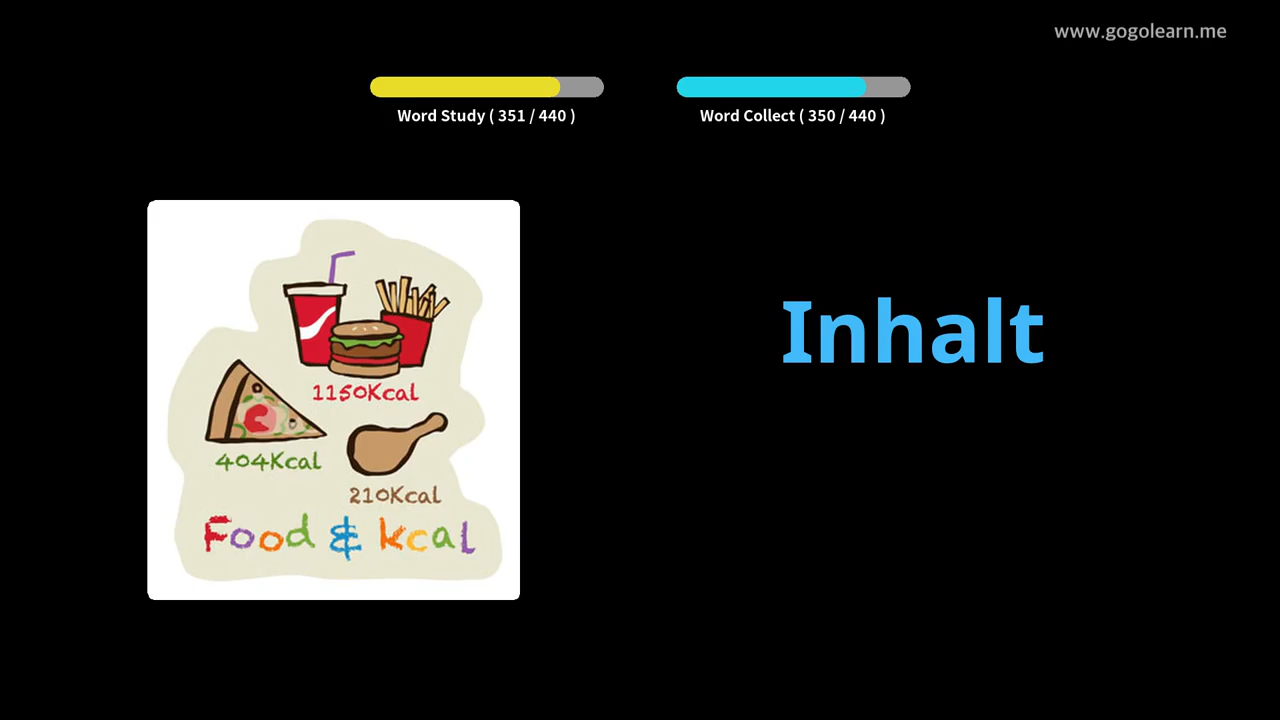 www.gogolearn.me
Word Study ( 351 / 440 )
Word Collect ( 350 / 440 )
Inhalt
1150Kcal
404Kcal
210Kcal
Food & kcal